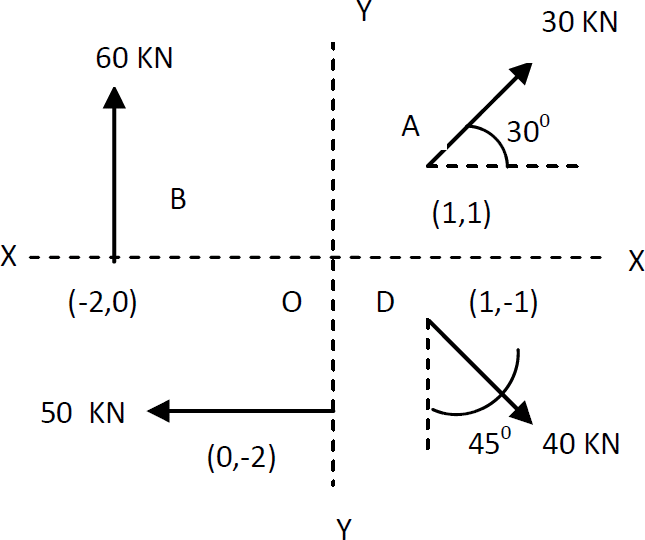 Y
30 KN
60 KN
A
30⁰
B
(1,1)
X
X
(-2,0)
O
D
(1,-1)
50 KN
(0,-2)
45⁰
40 KN
Y